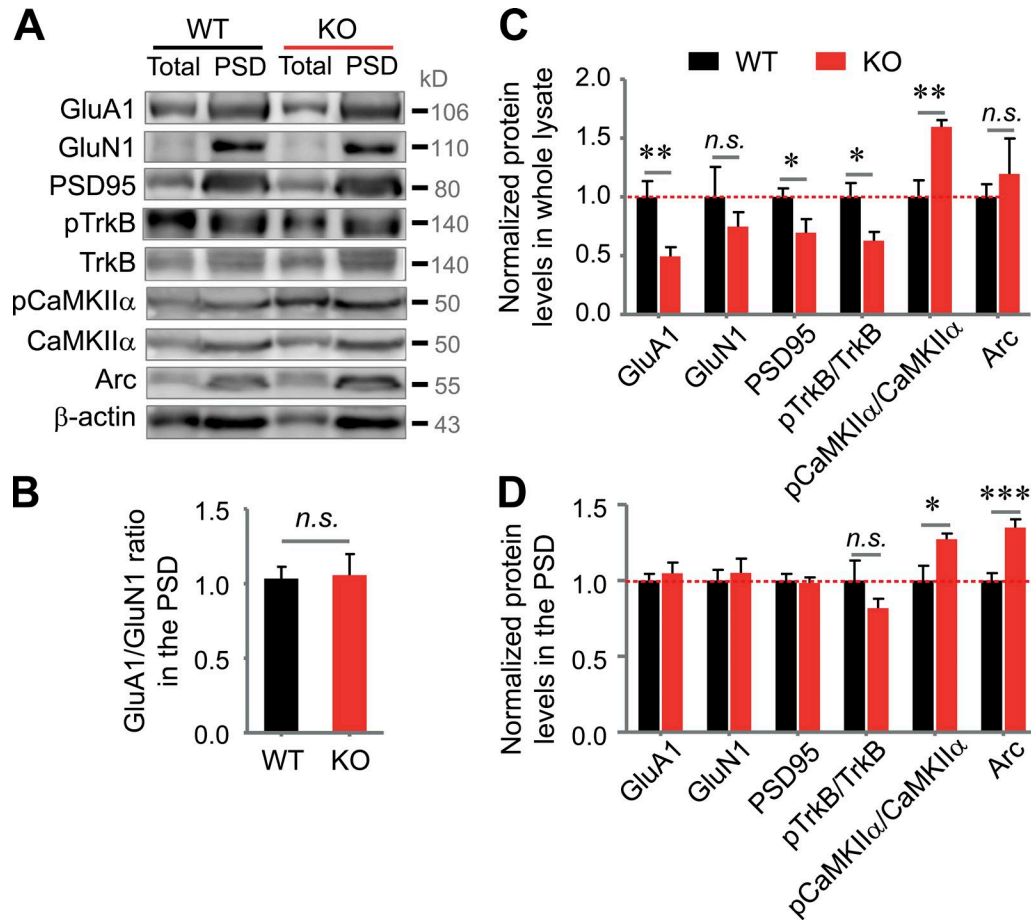 A
WT KO
Total PSD Total PSD kD
GluA1 106
GluN1 110
PSD95 80
pTrkB 140
TrkB 140
pCaMKIIα 50
CaMKIIα 50
Arc 55
β-actin 43
B
GluA1/GluN1 ratio
in the PSD
1.5
1.0
0.5
0.0
n.s.
WT KO
C
WT KO
Normalized protein
levels in whole lysate
2.0
1.5
1.0
0.5
0.0
** n.s. * * ** n.s.
GluA1
GluN1
PSD95
pTrkB/TrkB
pCaMKIIα/CaMKIIα
Arc
D
Normalized protein
levels in the PSD
1.5
1.0
0.5
0.0
n.s. * ***
GluA1
GluN1
PSD95
pTrkB/TrkB
pCaMKIIα/CaMKIIα
Arc